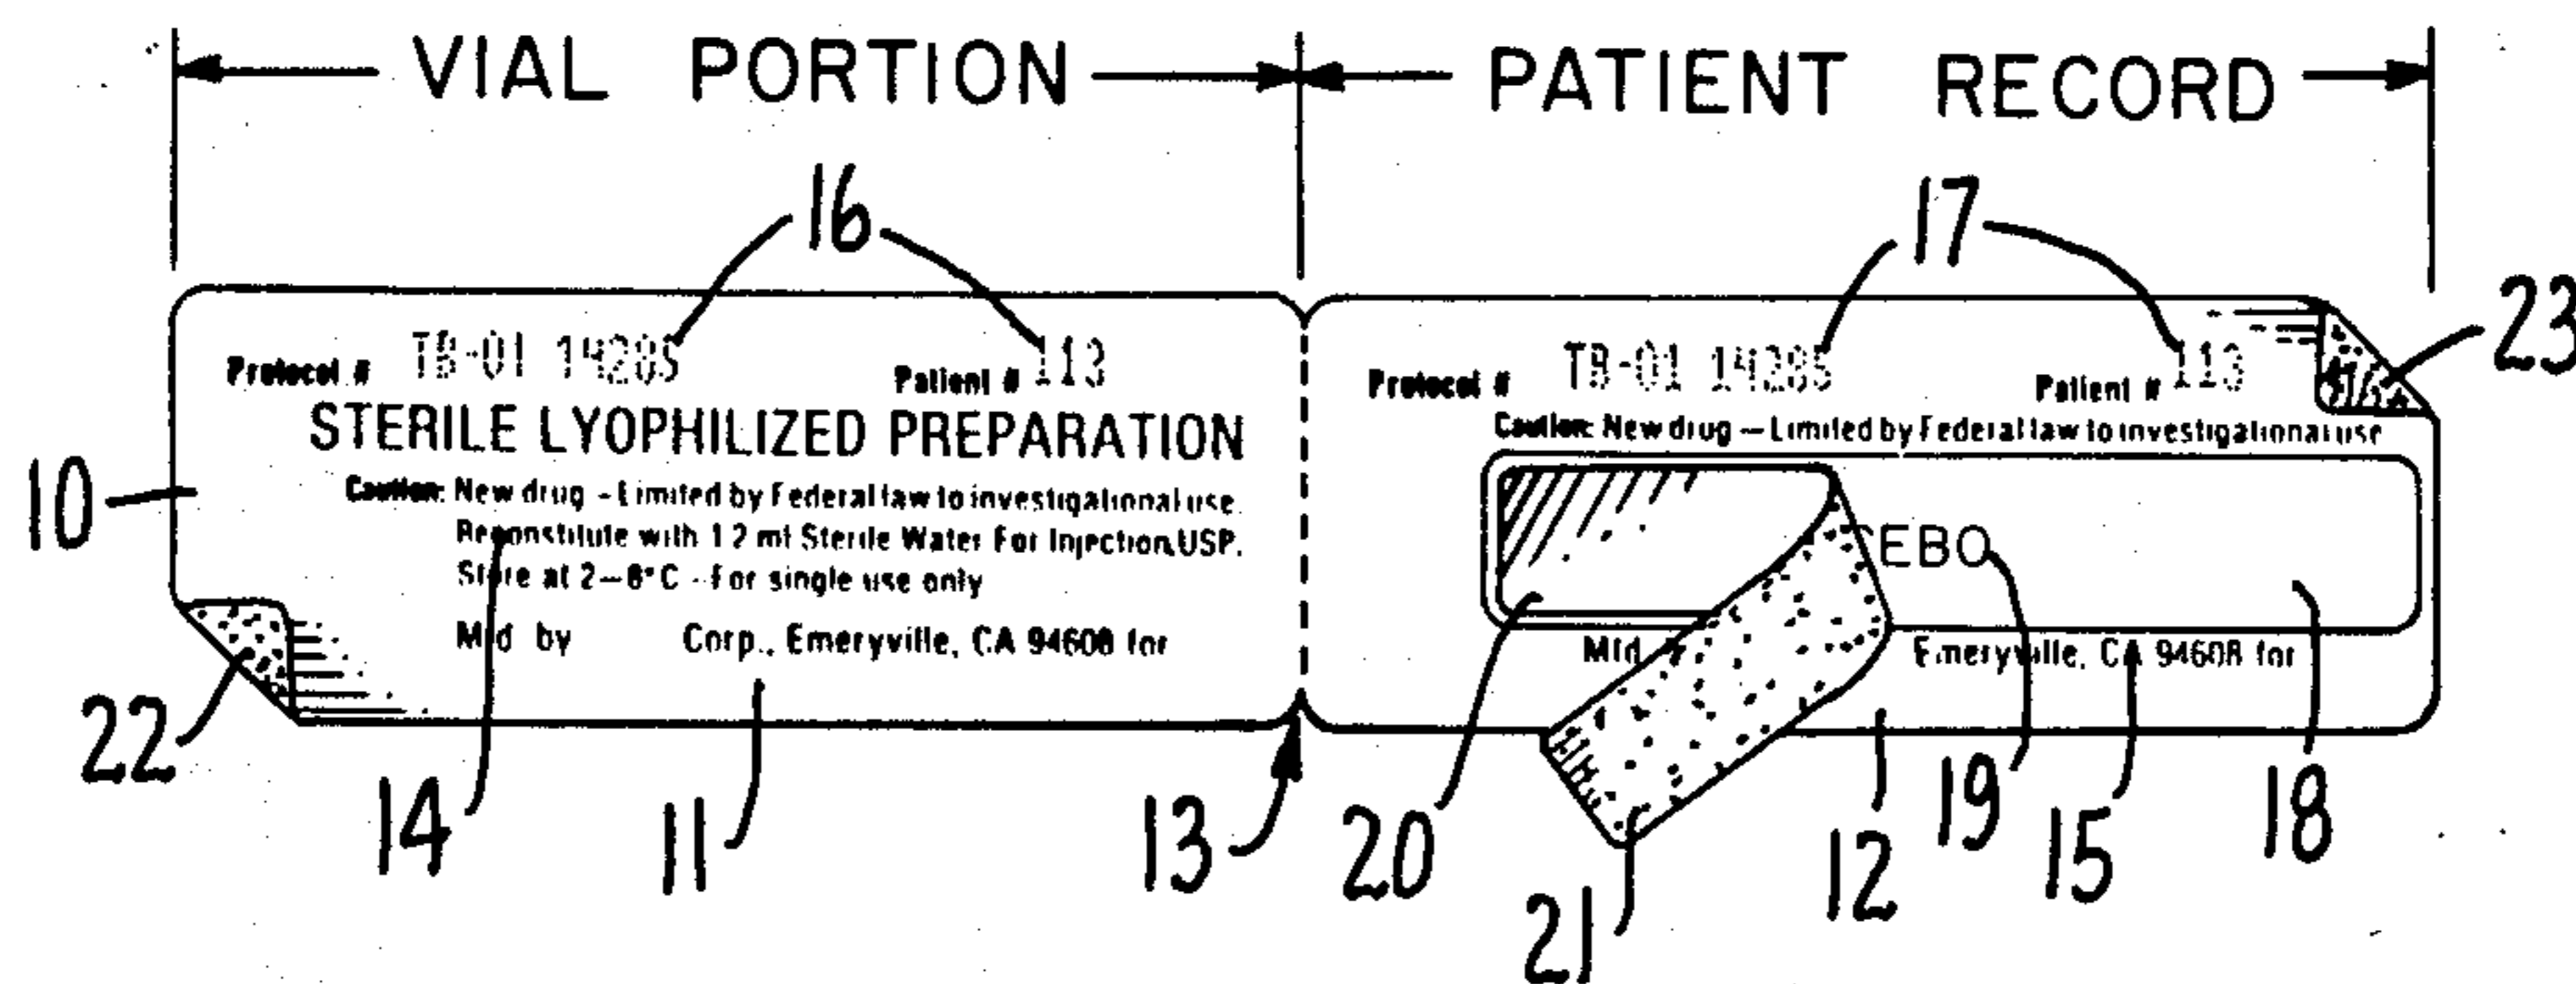 VIAL PORTION PATIENT RECORD
16 17
23
Protocol # TB-01 14285 Patient # 113
Protocol # TB-01 14285 Patient # 113
STERILE LYOPHILIZED PREPARATION
Caution: New drug — Limited by Federal law to investigational use
10
Caution: New drug - Limited by Federal law to investigational use.
Reconstitute with 1.2 ml Sterile Water For Injection, USP.
CEBO
Store at 2-8°C - For single use only
Mfd by Corp., Emeryville, CA 94608 for
Mfd Emeryville, CA 94608 for
22 14 11 13 20 21 12 19 15 18